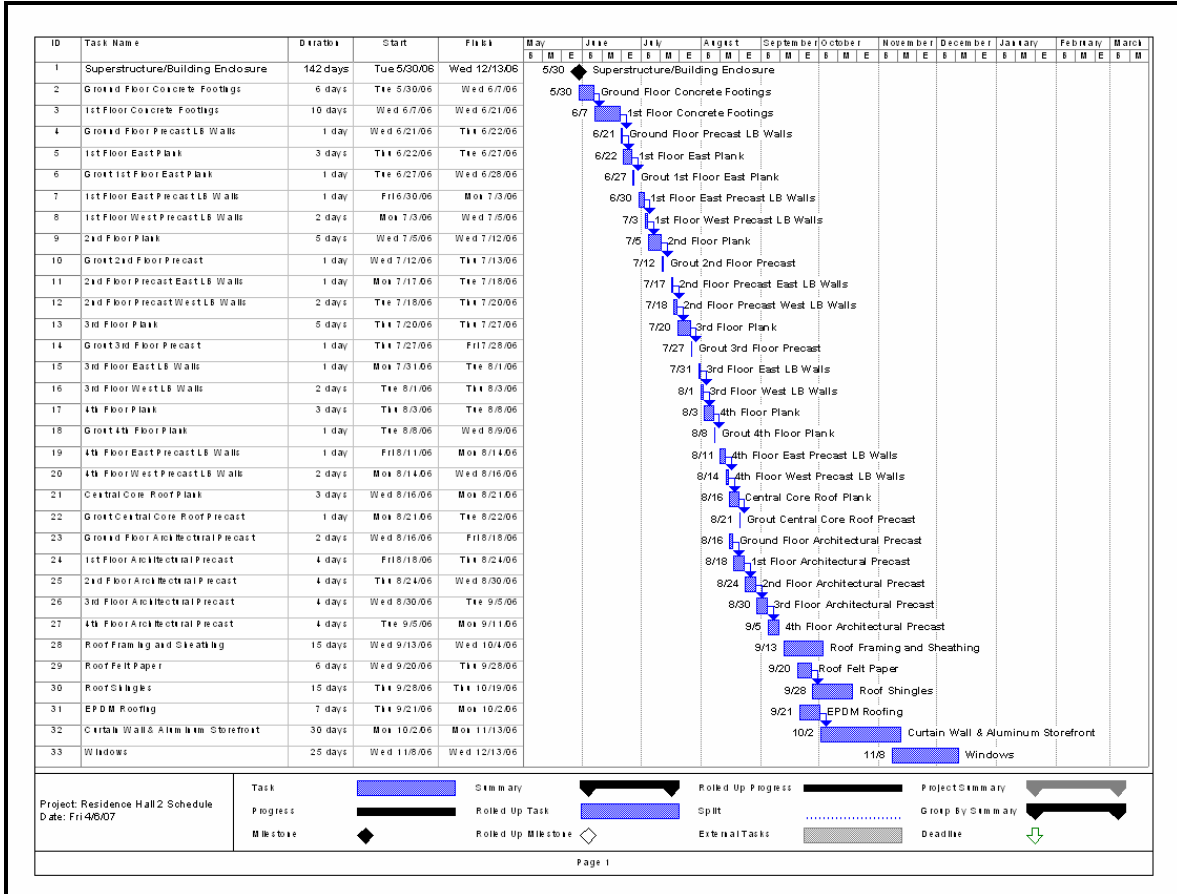 ID Task Name Duration Start Finish May June July August September October November December January February March
B M E B M E B M E B M E B M E B M E B M E B M E B M E B M
1 Superstructure/Building Enclosure 142 days Tue 5/30/06 Wed 12/13/06 5/30 Superstructure/Building Enclosure
2 Ground Floor Concrete Footings 6 days Tue 5/30/06 Wed 6/7/06 5/30 Ground Floor Concrete Footings
3 1st Floor Concrete Footings 10 days Wed 6/7/06 Wed 6/21/06 6/7 1st Floor Concrete Footings
4 Ground Floor Precast LB Walls 1 day Wed 6/21/06 Thu 6/22/06 6/21 Ground Floor Precast LB Walls
5 1st Floor East Plank 3 days Thu 6/22/06 Tue 6/27/06 6/22 1st Floor East Plank
6 Grout 1st Floor East Plank 1 day Tue 6/27/06 Wed 6/28/06 6/27 Grout 1st Floor East Plank
7 1st Floor East Precast LB Walls 1 day Fri 6/30/06 Mon 7/3/06 6/30 1st Floor East Precast LB Walls
8 1st Floor West Precast LB Walls 2 days Mon 7/3/06 Wed 7/5/06 7/3 1st Floor West Precast LB Walls
9 2nd Floor Plank 5 days Wed 7/5/06 Wed 7/12/06 7/5 2nd Floor Plank
10 Grout 2nd Floor Precast 1 day Wed 7/12/06 Thu 7/13/06 7/12 Grout 2nd Floor Precast
11 2nd Floor Precast East LB Walls 1 day Mon 7/17/06 Tue 7/18/06 7/17 2nd Floor Precast East LB Walls
12 2nd Floor Precast West LB Walls 2 days Tue 7/18/06 Thu 7/20/06 7/18 2nd Floor Precast West LB Walls
13 3rd Floor Plank 5 days Thu 7/20/06 Thu 7/27/06 7/20 3rd Floor Plank
14 Grout 3rd Floor Precast 1 day Thu 7/27/06 Fri 7/28/06 7/27 Grout 3rd Floor Precast
15 3rd Floor East LB Walls 1 day Mon 7/31/06 Tue 8/1/06 7/31 3rd Floor East LB Walls
16 3rd Floor West LB Walls 2 days Tue 8/1/06 Thu 8/3/06 8/1 3rd Floor West LB Walls
17 4th Floor Plank 3 days Thu 8/3/06 Tue 8/8/06 8/3 4th Floor Plank
18 Grout 4th Floor Plank 1 day Tue 8/8/06 Wed 8/9/06 8/8 Grout 4th Floor Plank
19 4th Floor East Precast LB Walls 1 day Fri 8/11/06 Mon 8/14/06 8/11 4th Floor East Precast LB Walls
20 4th Floor West Precast LB Walls 2 days Mon 8/14/06 Wed 8/16/06 8/14 4th Floor West Precast LB Walls
21 Central Core Roof Plank 3 days Wed 8/16/06 Mon 8/21/06 8/16 Central Core Roof Plank
22 Grout Central Core Roof Precast 1 day Mon 8/21/06 Tue 8/22/06 8/21 Grout Central Core Roof Precast
23 Ground Floor Architectural Precast 2 days Wed 8/16/06 Fri 8/18/06 8/16 Ground Floor Architectural Precast
24 1st Floor Architectural Precast 4 days Fri 8/18/06 Thu 8/24/06 8/18 1st Floor Architectural Precast
25 2nd Floor Architectural Precast 4 days Thu 8/24/06 Wed 8/30/06 8/24 2nd Floor Architectural Precast
26 3rd Floor Architectural Precast 4 days Wed 8/30/06 Tue 9/5/06 8/30 3rd Floor Architectural Precast
27 4th Floor Architectural Precast 4 days Tue 9/5/06 Mon 9/11/06 9/5 4th Floor Architectural Precast
28 Roof Framing and Sheathing 15 days Wed 9/13/06 Wed 10/4/06 9/13 Roof Framing and Sheathing
29 Roof Felt Paper 6 days Wed 9/20/06 Thu 9/28/06 9/20 Roof Felt Paper
30 Roof Shingles 15 days Thu 9/28/06 Thu 10/19/06 9/28 Roof Shingles
31 EPDM Roofing 7 days Thu 9/21/06 Mon 10/2/06 9/21 EPDM Roofing
32 Curtain Wall & Aluminum Storefront 30 days Mon 10/2/06 Mon 11/13/06 10/2 Curtain Wall & Aluminum Storefront
33 Windows 25 days Wed 11/8/06 Wed 12/13/06 11/8 Windows
Project: Residence Hall 2 Schedule
Date: Fri 4/6/07
Task Summary Rolled Up Progress Project Summary
Progress Rolled Up Task Split Group By Summary
Milestone Rolled Up Milestone External Tasks Deadline
Page 1